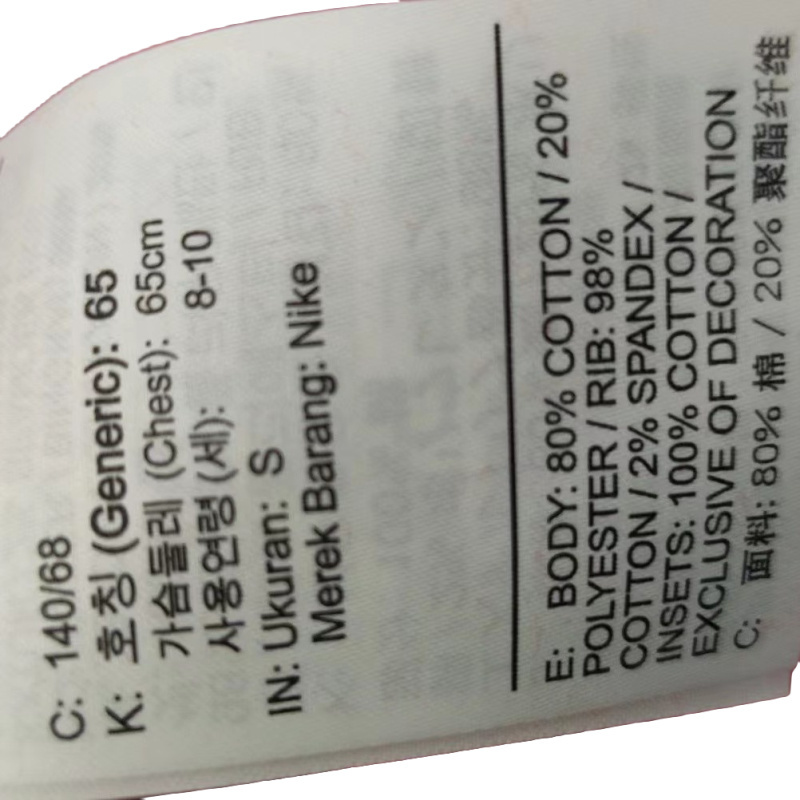 C: 140/68
K: 호칭 (Generic): 65
가슴둘레 (Chest): 65cm
사용연령 (세): 8-10
IN: Ukuran: S
Merek Barang: Nike
E: BODY: 80% COTTON / 20%
POLYESTER / RIB: 98%
COTTON / 2% SPANDEX /
INSETS: 100% COTTON /
EXCLUSIVE OF DECORATION
C: 面料: 80% 棉 / 20% 聚酯纤维